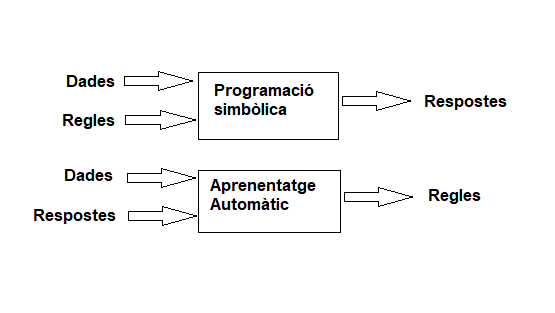 Dades
Regles
Programació
simbòlica
Respostes
Dades
Respostes
Aprenentatge
Automàtic
Regles